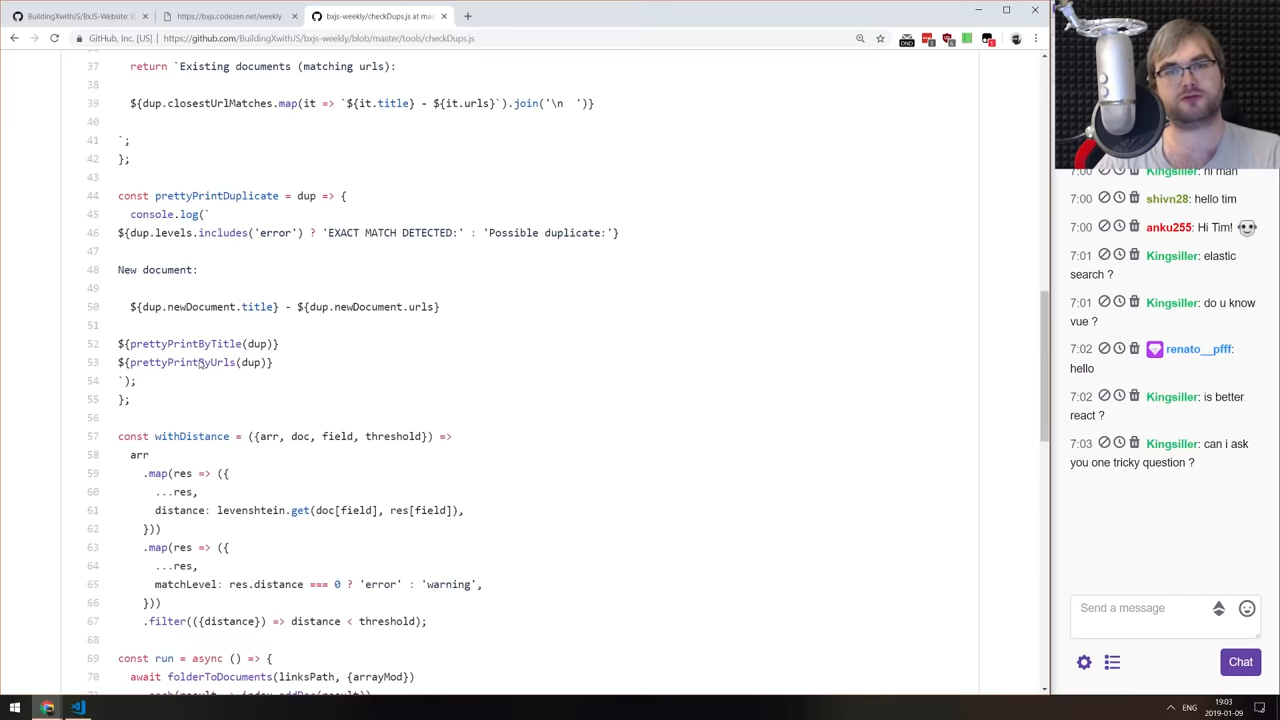 BuildingXwithJS/BxJS-Website: B
https://bxjs.codezen.net/weekly
bxjs-weekly/checkDups.js at mas
GitHub, Inc. [US]
https://github.com/BuildingXwithJS/bxjs-weekly/blob/master/tools/checkDups.js
37 return `Existing documents (matching urls):
38
39 ${dup.closestUrlMatches.map(it => `${it.title} - ${it.urls}`).join('\n  ')}
40
41 `;
42 };
43
44 const prettyPrintDuplicate = dup => {
45 console.log(`
46 ${dup.levels.includes('error') ? 'EXACT MATCH DETECTED:' : 'Possible duplicate:'}
47
48 New document:
49
50 ${dup.newDocument.title} - ${dup.newDocument.urls}
51
52 ${prettyPrintByTitle(dup)}
53 ${prettyPrintByUrls(dup)}
54 `);
55 };
56
57 const withDistance = ({arr, doc, field, threshold}) =>
58 arr
59 .map(res => ({
60 ...res,
61 distance: levenshtein.get(doc[field], res[field]),
62 }))
63 .map(res => ({
64 ...res,
65 matchLevel: res.distance === 0 ? 'error' : 'warning',
66 }))
67 .filter(({distance}) => distance < threshold);
68
69 const run = async () => {
70 await folderToDocuments(linksPath, {arrayMod})
7:00 Kingsiller: hi man
7:00 shivn28: hello tim
7:00 anku255: Hi Tim!
7:01 Kingsiller: elastic
search ?
7:01 Kingsiller: do u know
vue ?
7:02 renato__pfff:
hello
7:02 Kingsiller: is better
react ?
7:03 Kingsiller: can i ask
you one tricky question ?
Send a message
Chat
ENG
19:03
2019-01-09